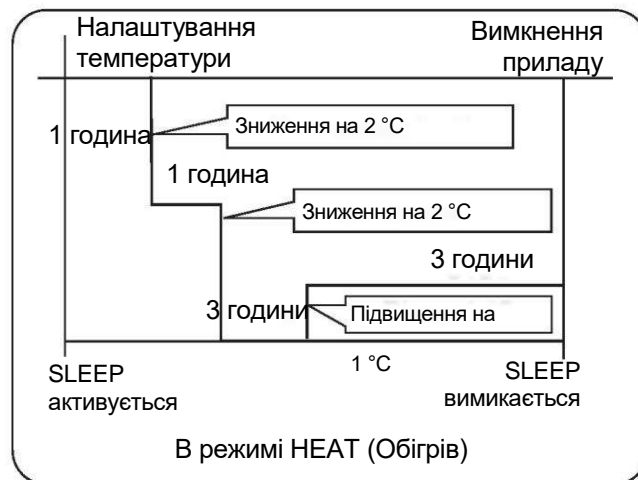 Налаштування
температури
Вимкнення
приладу
1 година
Зниження на 2 °C
1 година
Зниження на 2 °C
3 години
3 години
Підвищення на
1 °C
SLEEP
активується
SLEEP
вимикається
В режимі HEAT (Обігрів)